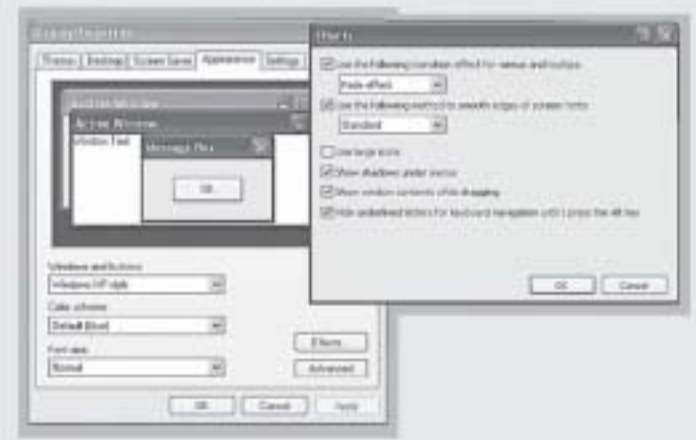 Display Properties
Themes Desktop Screen Saver Appearance Settings
Inactive Window
Active Window
Window Text
Message Box
OK
Windows and buttons:
Windows XP style
Color scheme:
Default (blue)
Font size:
Normal
Effects...
Advanced
OK Cancel Apply
Effects
Use the following transition effect for menus and tooltips:
Fade effect
Use the following method to smooth edges of screen fonts:
Standard
Use large icons
Show shadows under menus
Show window contents while dragging
Hide underlined letters for keyboard navigation until I press the Alt key
OK Cancel